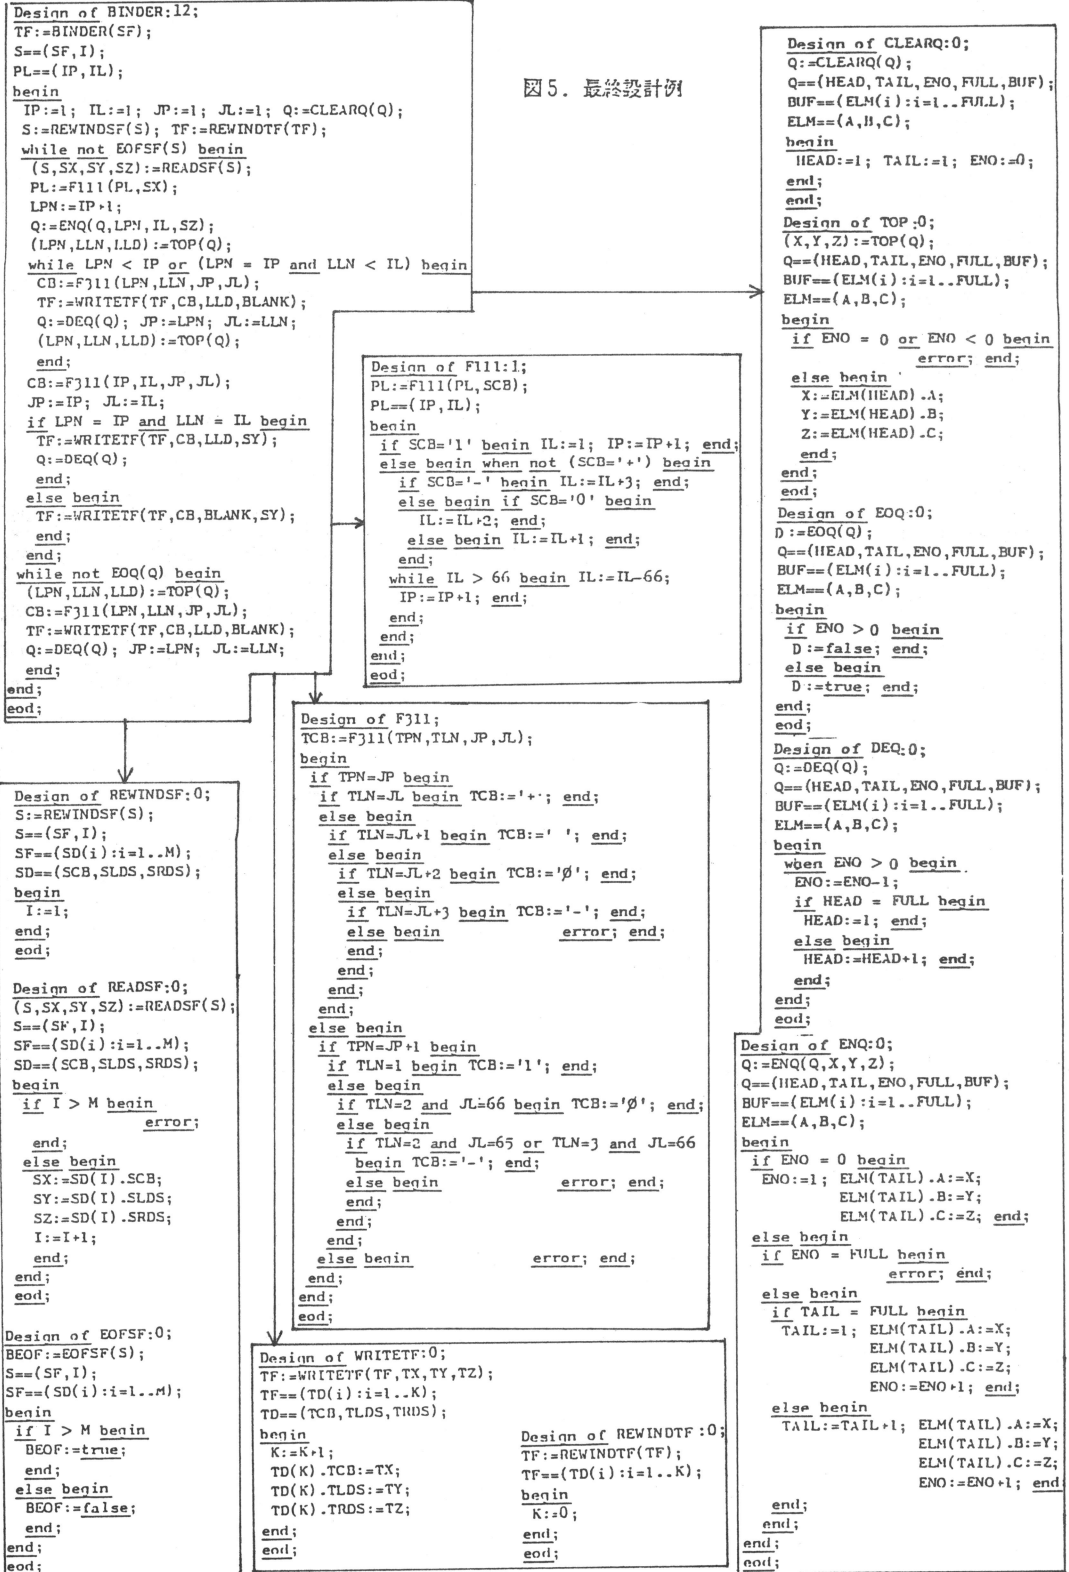 Design of BINDER:12;
TF:=BINDER(SF);
S==(SF,I);
PL==(IP,IL);
begin
IP:=1; IL:=1; JP:=1; JL:=1; Q:=CLEARQ(Q);
S:=REWINDSF(S); TF:=REWINDTF(TF);
while not EOFSF(S) begin
(S,SX,SY,SZ):=READSF(S);
PL:=F111(PL,SX);
LPN:=IP+1;
Q:=ENQ(Q,LPN,IL,SZ);
(LPN,LLN,LLD):=TOP(Q);
while LPN < IP or (LPN = IP and LLN < IL) begin
CB:=F311(LPN,LLN,JP,JL);
TF:=WRITETF(TF,CB,LLD,BLANK);
Q:=DEQ(Q); JP:=LPN; JL:=LLN;
(LPN,LLN,LLD):=TOP(Q);
end;
CB:=F311(IP,IL,JP,JL);
JP:=IP; JL:=IL;
if LPN = IP and LLN = IL begin
TF:=WRITETF(TF,CB,LLD,SY);
Q:=DEQ(Q);
end;
else begin
TF:=WRITETF(TF,CB,BLANK,SY);
end;
end;
while not EOQ(Q) begin
(LPN,LLN,LLD):=TOP(Q);
CB:=F311(LPN,LLN,JP,JL);
TF:=WRITETF(TF,CB,LLD,BLANK);
Q:=DEQ(Q); JP:=LPN; JL:=LLN;
end;
end;
eod;
図5. 最終設計例
Design of F111:1;
PL:=F111(PL,SCB);
PL==(IP,IL);
begin
if SCB='1' begin IL:=1; IP:=IP+1; end;
else begin when not (SCB='+') begin
if SCB='-' begin IL:=IL+3; end;
else begin if SCB='0' begin
IL:=IL+2; end;
else begin IL:=IL+1; end;
end;
while IL > 66 begin IL:=IL-66;
IP:=IP+1; end;
end;
end;
end;
eod;
Design of F311;
TCB:=F311(TPN,TLN,JP,JL);
begin
if TPN=JP begin
if TLN=JL begin TCB:='+'; end;
else begin
if TLN=JL+1 begin TCB:=' '; end;
else begin
if TLN=JL+2 begin TCB:='Ø'; end;
else begin
if TLN=JL+3 begin TCB:='-'; end;
else begin error; end;
end;
end;
end;
end;
else begin
if TPN=JP+1 begin
if TLN=1 begin TCB:='1'; end;
else begin
if TLN=2 and JL=66 begin TCB:='Ø'; end;
else begin
if TLN=2 and JL=65 or TLN=3 and JL=66
begin TCB:='-'; end;
else begin error; end;
end;
end;
end;
else begin error; end;
end;
end;
eod;
Design of REWINDSF:0;
S:=REWINDSF(S);
S==(SF,I);
SF==(SD(i):i=1..M);
SD==(SCB,SLDS,SRDS);
begin
I:=1;
end;
eod;
Design of READSF:0;
(S,SX,SY,SZ):=READSF(S);
S==(SF,I);
SF==(SD(i):i=1..M);
SD==(SCB,SLDS,SRDS);
begin
if I > M begin
error;
end;
else begin
SX:=SD(I).SCB;
SY:=SD(I).SLDS;
SZ:=SD(I).SRDS;
I:=I+1;
end;
end;
eod;
Design of EOFSF:0;
BEOF:=EOFSF(S);
S==(SF,I);
SF==(SD(i):i=1..M);
begin
if I > M begin
BEOF:=true;
end;
else begin
BEOF:=false;
end;
end;
eod;
Design of WRITETF:0;
TF:=WRITETF(TF,TX,TY,TZ);
TF==(TD(i):i=1..K);
TD==(TCB,TLDS,TRDS);
begin
K:=K+1;
TD(K).TCB:=TX;
TD(K).TLDS:=TY;
TD(K).TRDS:=TZ;
end;
eod;
Design of REWINDTF:0;
TF:=REWINDTF(TF);
TF==(TD(i):i=1..K);
begin
K:=0;
end;
eod;
Design of CLEARQ:0;
Q:=CLEARQ(Q);
Q==(HEAD,TAIL,ENO,FULL,BUF);
BUF==(ELM(i):i=1..FULL);
ELM==(A,B,C);
begin
HEAD:=1; TAIL:=1; ENO:=0;
end;
end;
Design of TOP:0;
(X,Y,Z):=TOP(Q);
Q==(HEAD,TAIL,ENO,FULL,BUF);
BUF==(ELM(i):i=1..FULL);
ELM==(A,B,C);
begin
if ENO = 0 or ENO < 0 begin
error; end;
else begin
X:=ELM(HEAD).A;
Y:=ELM(HEAD).B;
Z:=ELM(HEAD).C;
end;
end;
eod;
Design of EOQ:0;
D:=EOQ(Q);
Q==(HEAD,TAIL,ENO,FULL,BUF);
BUF==(ELM(i):i=1..FULL);
ELM==(A,B,C);
begin
if ENO > 0 begin
D:=false; end;
else begin
D:=true; end;
end;
eod;
Design of DEQ:0;
Q:=DEQ(Q);
Q==(HEAD,TAIL,ENO,FULL,BUF);
BUF==(ELM(i):i=1..FULL);
ELM==(A,B,C);
begin
when ENO > 0 begin
ENO:=ENO-1;
if HEAD = FULL begin
HEAD:=1; end;
else begin
HEAD:=HEAD+1; end;
end;
end;
eod;
Design of ENQ:0;
Q:=ENQ(Q,X,Y,Z);
Q==(HEAD,TAIL,ENO,FULL,BUF);
BUF==(ELM(i):i=1..FULL);
ELM==(A,B,C);
begin
if ENO = 0 begin
ENO:=1; ELM(TAIL).A:=X;
ELM(TAIL).B:=Y;
ELM(TAIL).C:=Z; end;
else begin
if ENO = FULL begin
error; end;
else begin
if TAIL = FULL begin
TAIL:=1; ELM(TAIL).A:=X;
ELM(TAIL).B:=Y;
ELM(TAIL).C:=Z;
ENO:=ENO+1; end;
else begin
TAIL:=TAIL+1; ELM(TAIL).A:=X;
ELM(TAIL).B:=Y;
ELM(TAIL).C:=Z;
ENO:=ENO+1; end
end;
end;
end;
eod;